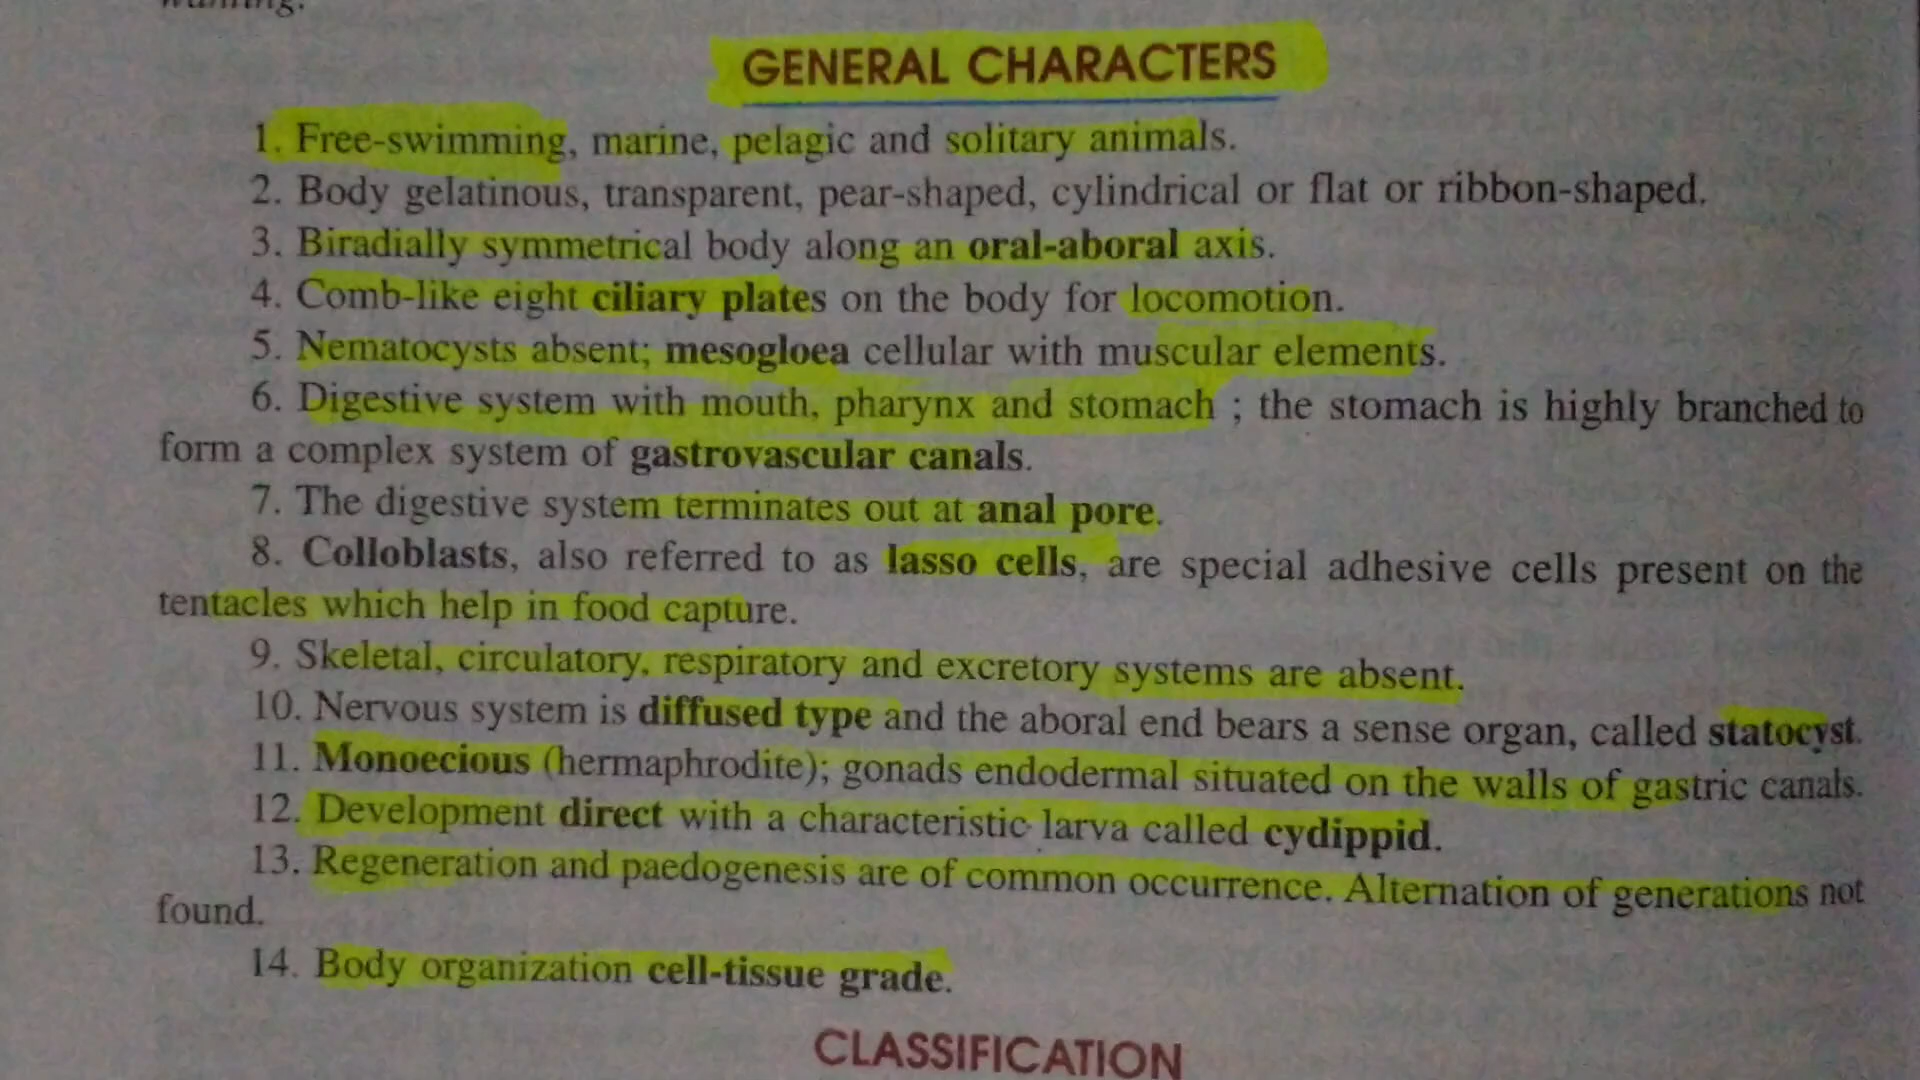 GENERAL CHARACTERS
1. Free-swimming, marine, pelagic and solitary animals.
2. Body gelatinous, transparent, pear-shaped, cylindrical or flat or ribbon-shaped.
3. Biradially symmetrical body along an oral-aboral axis.
4. Comb-like eight ciliary plates on the body for locomotion.
5. Nematocysts absent; mesogloea cellular with muscular elements.
6. Digestive system with mouth, pharynx and stomach ; the stomach is highly branched to
form a complex system of gastrovascular canals.
7. The digestive system terminates out at anal pore.
8. Colloblasts, also referred to as lasso cells, are special adhesive cells present on the
tentacles which help in food capture.
9. Skeletal, circulatory, respiratory and excretory systems are absent.
10. Nervous system is diffused type and the aboral end bears a sense organ, called statocyst.
11. Monoecious (hermaphrodite); gonads endodermal situated on the walls of gastric canals.
12. Development direct with a characteristic larva called cydippid.
13. Regeneration and paedogenesis are of common occurrence. Alternation of generations not
found.
14. Body organization cell-tissue grade.
CLASSIFICATION